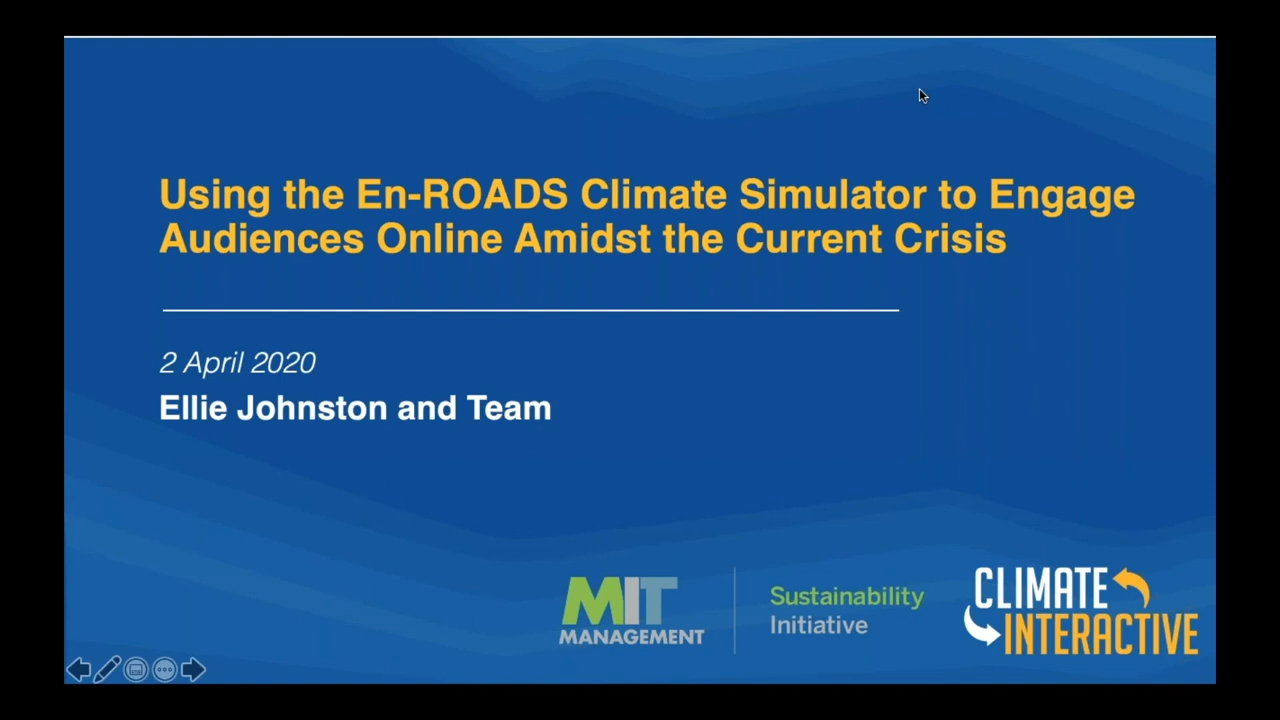 Using the En-ROADS Climate Simulator to Engage
Audiences Online Amidst the Current Crisis
2 April 2020
Ellie Johnston and Team
MIT
MANAGEMENT
Sustainability
Initiative
CLIMATE
INTERACTIVE